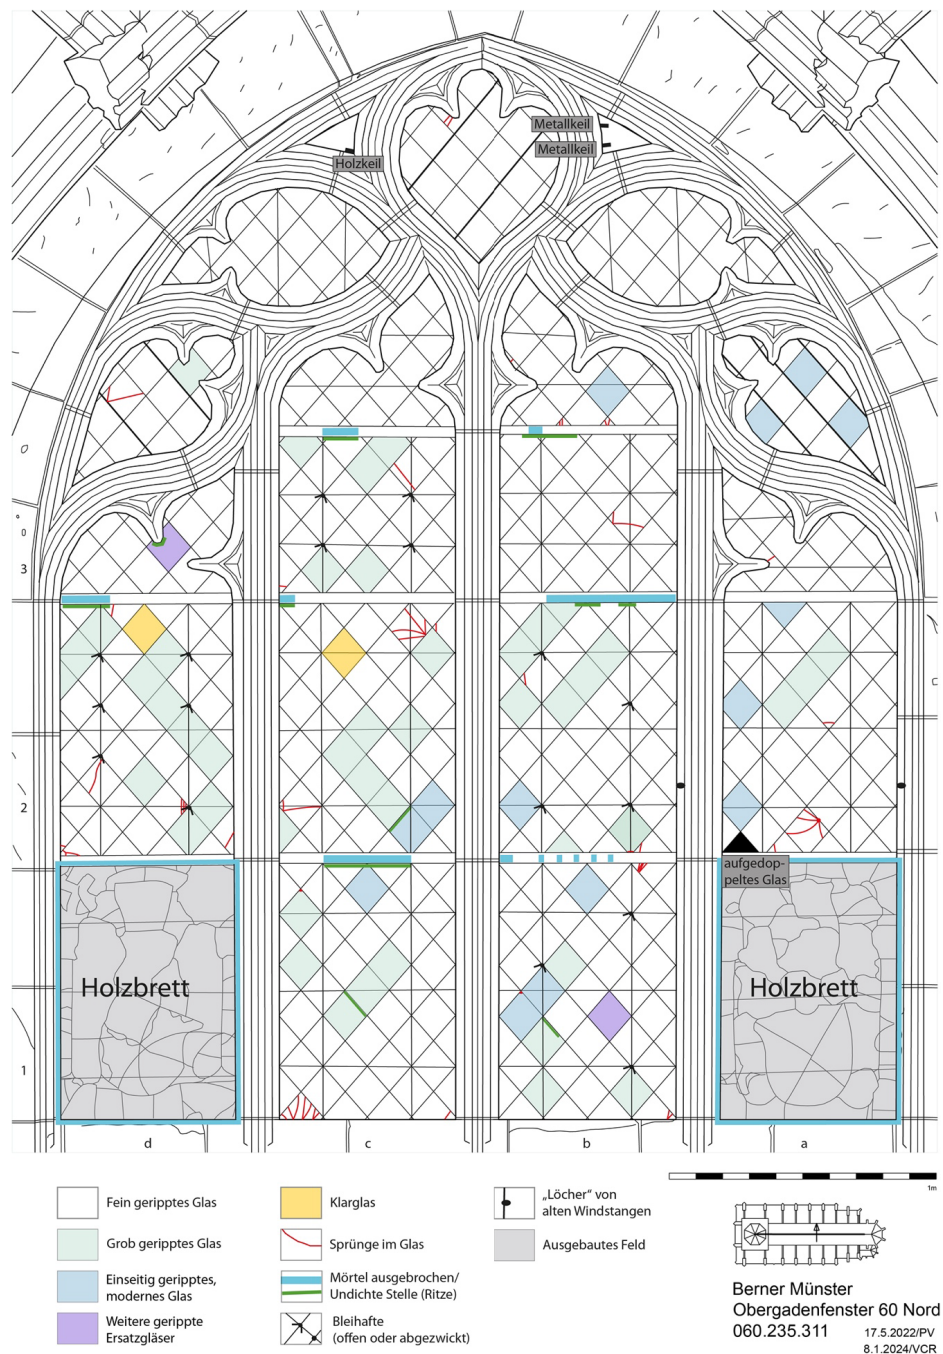 Metallkeil
Metallkeil
Holzkeil
3
2
aufgedop-
peltes Glas
Holzbrett
Holzbrett
1
d
c
b
a
Fein geripptes Glas
Grob geripptes Glas
Einseitig geripptes,
modernes Glas
Weitere gerippte
Ersatzgläser
Klarglas
Sprünge im Glas
Mörtel ausgebrochen/
Undichte Stelle (Ritze)
Bleihafte
(offen oder abgezwickt)
„Löcher“ von
alten Windstangen
Ausgebautes Feld
1m
Berner Münster
Obergadenfenster 60 Nord
060.235.311
17.5.2022/PV
8.1.2024/VCR